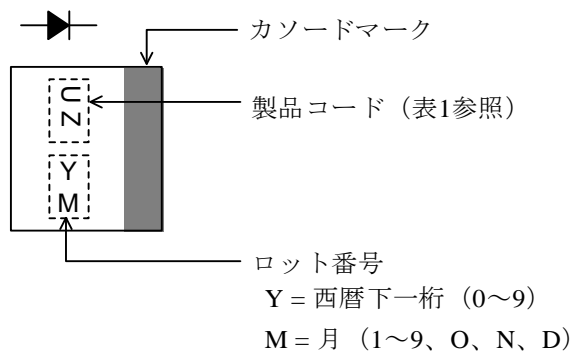 カソードマーク
UN
製品コード（表1参照）
Y
M
ロット番号
Y = 西暦下一桁（0～9）
M = 月（1～9、O、N、D）